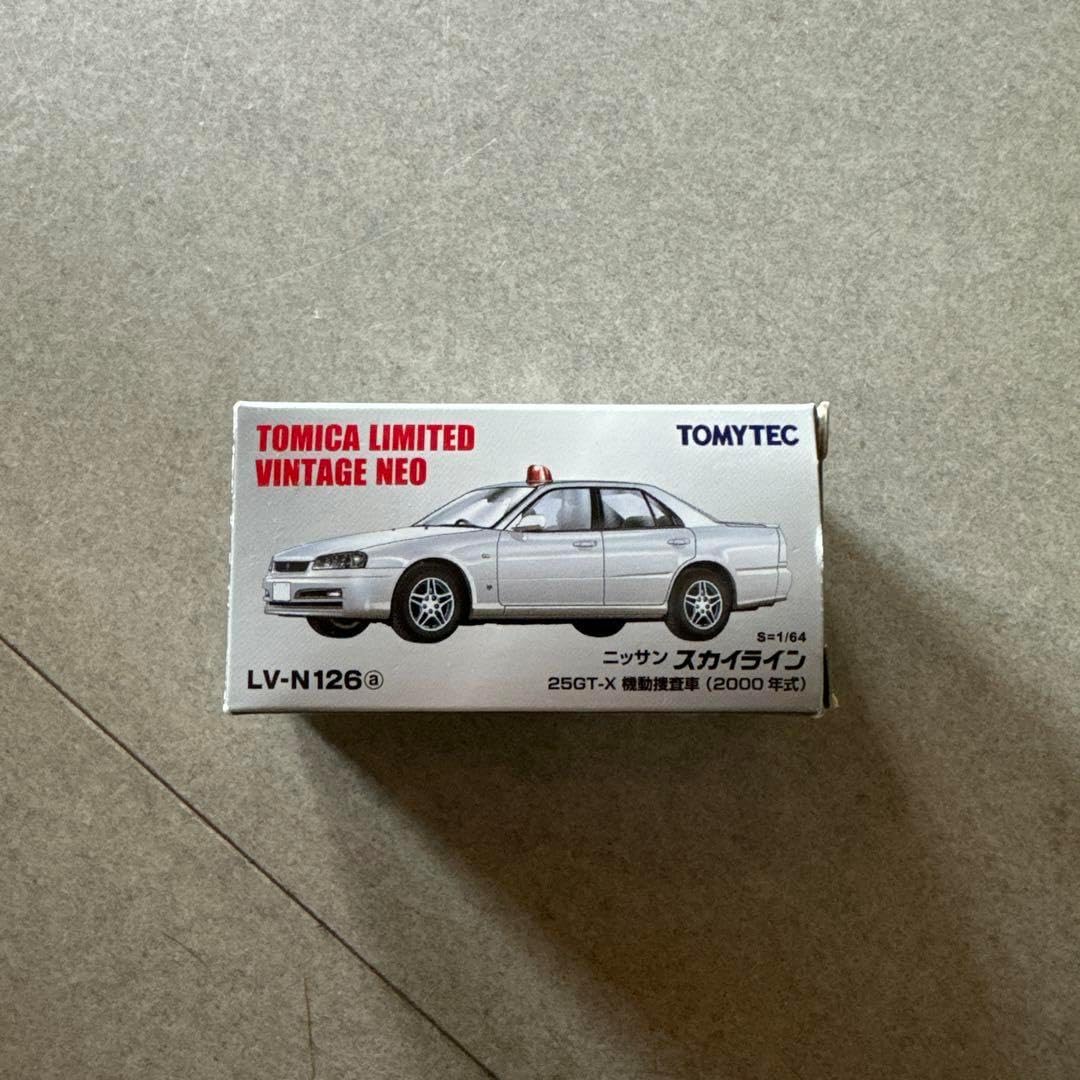 TOMICA LIMITED
VINTAGE NEO
TOMYTEC
S=1/64
ニッサン スカイライン
LV-N126ⓐ
25GT-X 機動捜査車 (2000 年式)